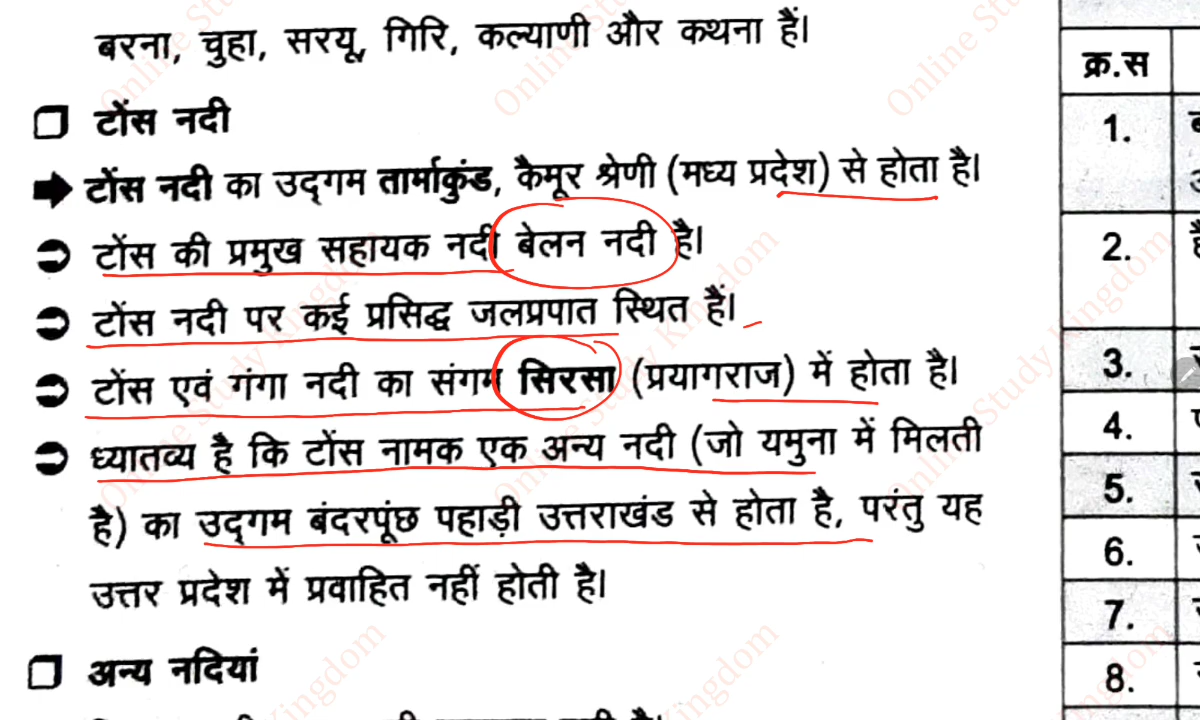 बरना, चुहा, सरयू, गिरि, कल्याणी और कथना हैं।
टोंस नदी
टोंस नदी का उद्‌गम तार्माकुंड, कैमूर श्रेणी (मध्य प्रदेश) से होता है।
टोंस की प्रमुख सहायक नदी बेलन नदी है।
टोंस नदी पर कई प्रसिद्ध जलप्रपात स्थित हैं।
टोंस एवं गंगा नदी का संगम सिरसा (प्रयागराज) में होता है।
ध्यातव्य है कि टोंस नामक एक अन्य नदी (जो यमुना में मिलती
है) का उद्‌गम बंदरपूंछ पहाड़ी उत्तराखंड से होता है, परंतु यह
उत्तर प्रदेश में प्रवाहित नहीं होती है।
अन्य नदियां
क्र.स
1.
2.
3.
4.
5.
6.
7.
8.
Online Study Kingdom